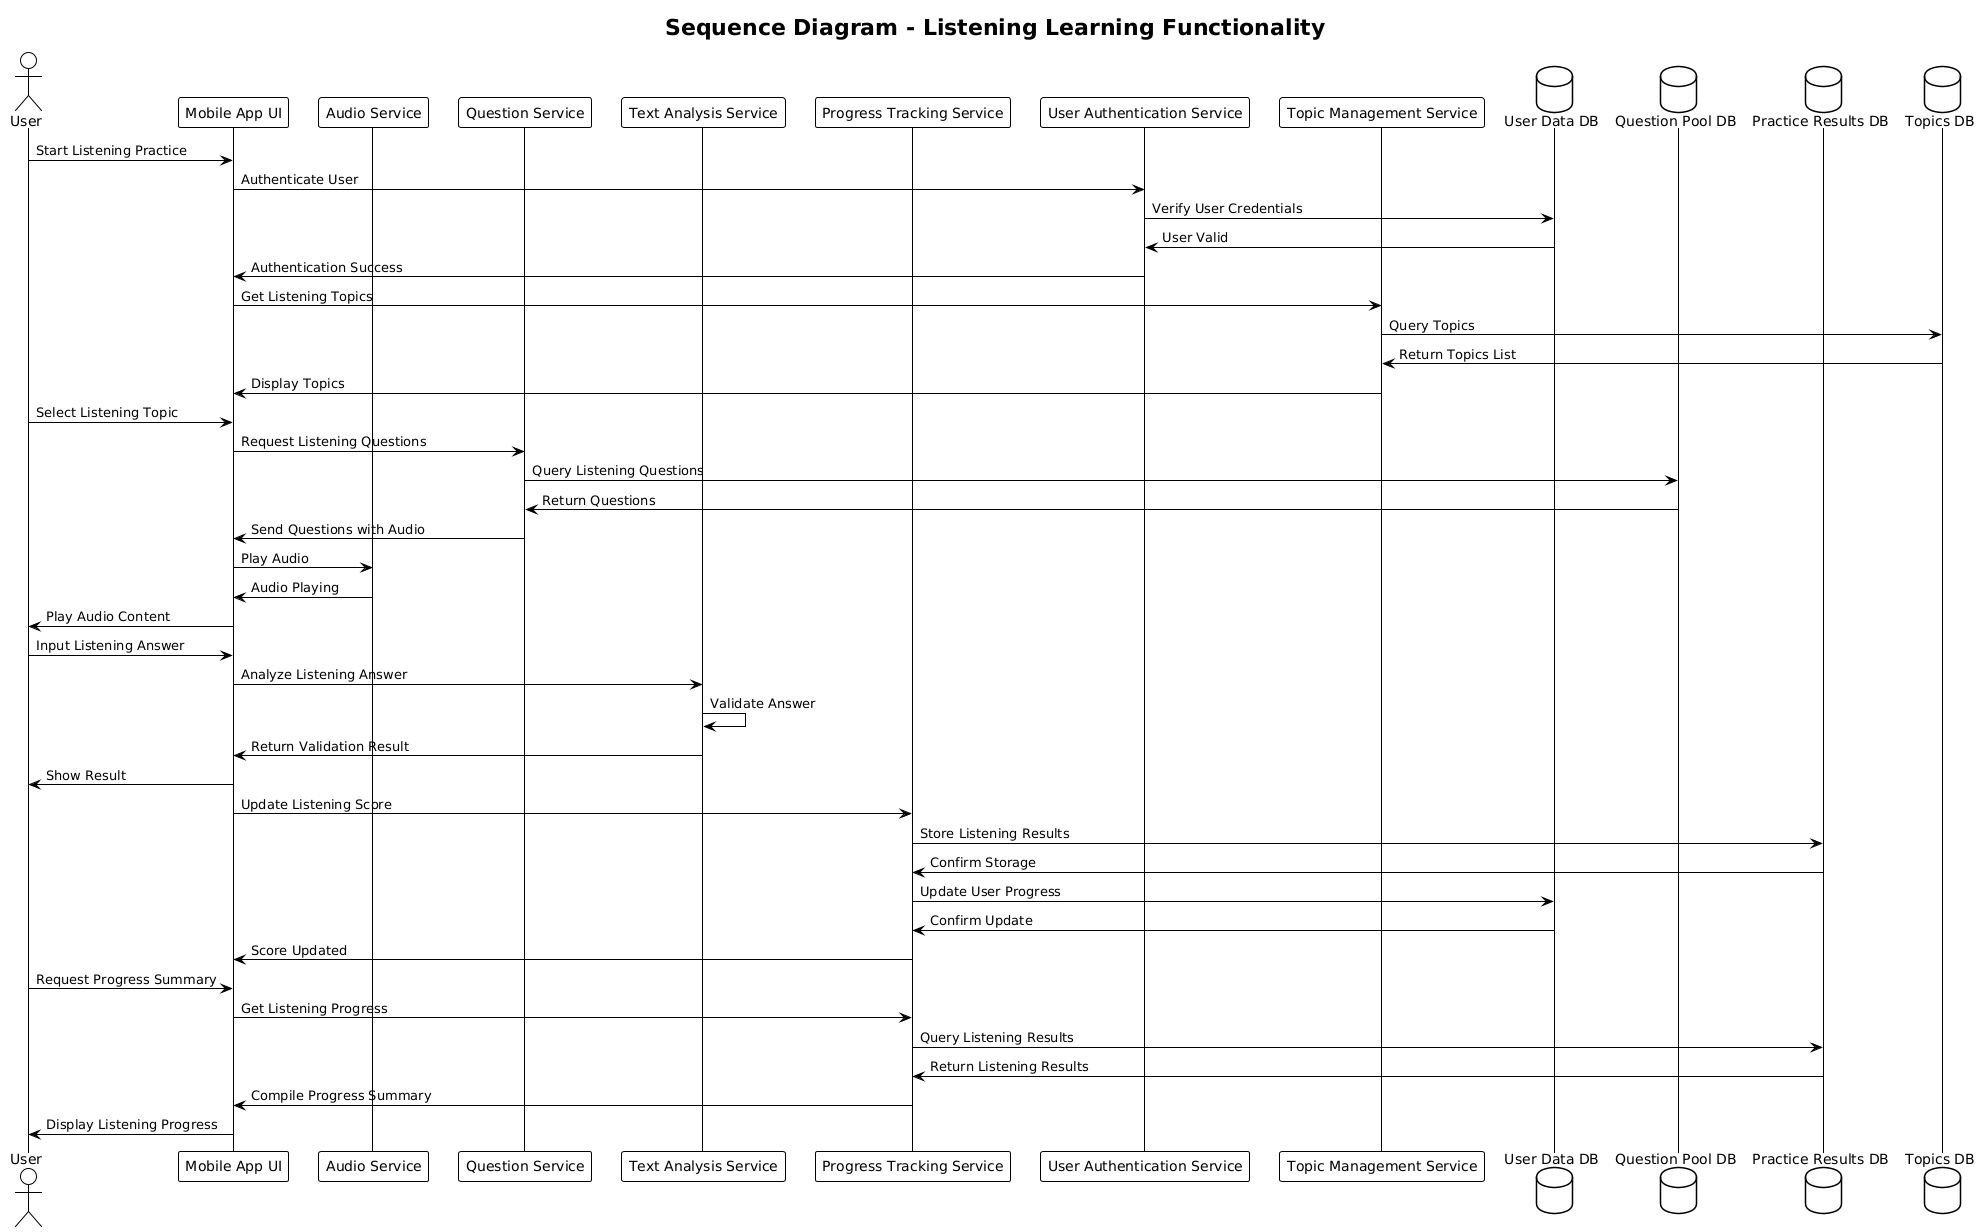 Sequence Diagram - Listening Learning Functionality
User
Mobile App UI
Audio Service
Question Service
Text Analysis Service
Progress Tracking Service
User Authentication Service
Topic Management Service
User Data DB
Question Pool DB
Practice Results DB
Topics DB
Start Listening Practice
Authenticate User
Verify User Credentials
User Valid
Authentication Success
Get Listening Topics
Query Topics
Return Topics List
Display Topics
Select Listening Topic
Request Listening Questions
Query Listening Questions
Return Questions
Send Questions with Audio
Play Audio
Audio Playing
Play Audio Content
Input Listening Answer
Analyze Listening Answer
Validate Answer
Return Validation Result
Show Result
Update Listening Score
Store Listening Results
Confirm Storage
Update User Progress
Confirm Update
Score Updated
Request Progress Summary
Get Listening Progress
Query Listening Results
Return Listening Results
Compile Progress Summary
Display Listening Progress
User
Mobile App UI
Audio Service
Question Service
Text Analysis Service
Progress Tracking Service
User Authentication Service
Topic Management Service
User Data DB
Question Pool DB
Practice Results DB
Topics DB